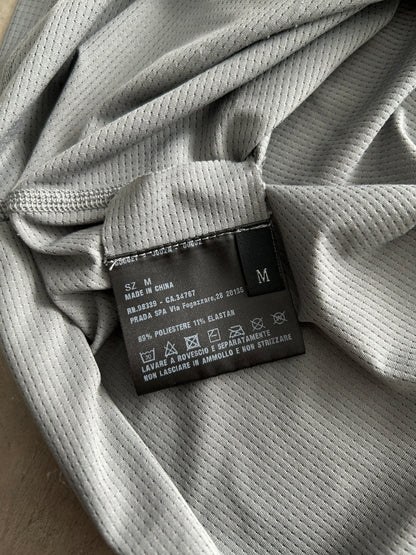 SZ M
MADE IN CHINA
RN.98339 - CA.34787
PRADA SPA Via Fogazzaro,28 20135
89% POLIESTERE 11% ELASTAN
LAVARE A ROVESCIO E SEPARATAMENTE
NON LASCIARE IN AMMOLLO E NON STRIZZARE
M